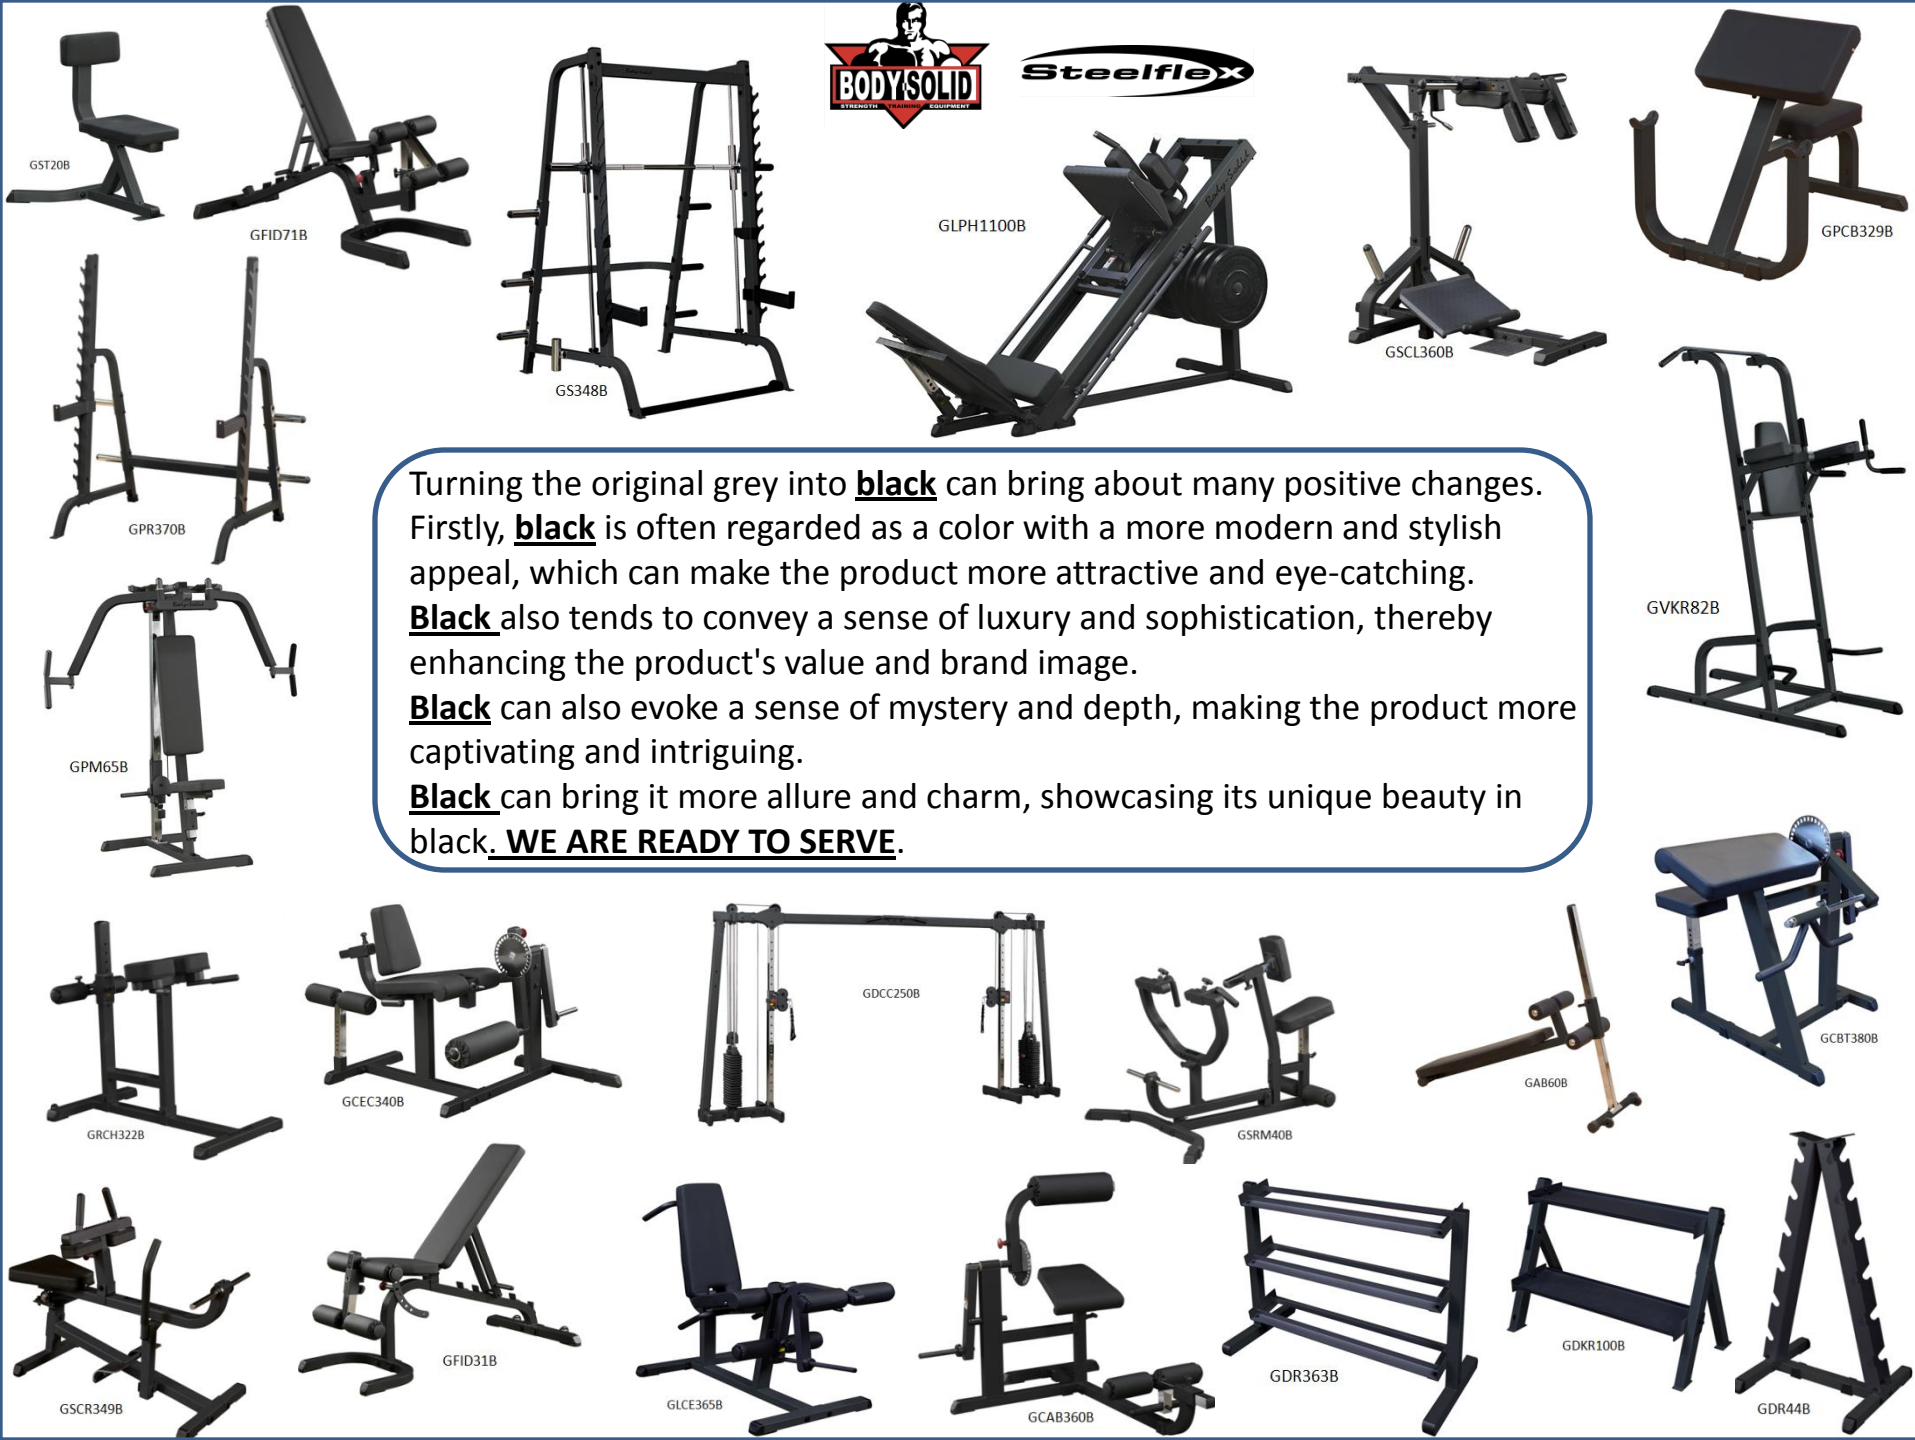 BODY-SOLID
STRENGTH TRAINING EQUIPMENT
Steelflex
GST20B
GFID71B
GS348B
GLPH1100B
Body-Solid
GSCL360B
GPCB329B
GPR370B
GVKR82B
GPM65B
Turning the original grey into black can bring about many positive changes.
Firstly, black is often regarded as a color with a more modern and stylish
appeal, which can make the product more attractive and eye-catching.
Black also tends to convey a sense of luxury and sophistication, thereby
enhancing the product's value and brand image.
Black can also evoke a sense of mystery and depth, making the product more
captivating and intriguing.
Black can bring it more allure and charm, showcasing its unique beauty in
black. WE ARE READY TO SERVE.
GRCH322B
GCEC340B
GDCC250B
GSRM40B
GAB60B
GCBT380B
GSCR349B
GFID31B
GLCE365B
GCAB360B
GDR363B
GDKR100B
GDR44B